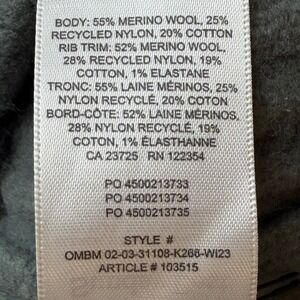 BODY: 55% MERINO WOOL, 25%
RECYCLED NYLON, 20% COTTON
RIB TRIM: 52% MERINO WOOL,
28% RECYCLED NYLON, 19%
COTTON, 1% ELASTANE
TRONC: 55% LAINE MÉRINOS, 25%
NYLON RECYCLÉ, 20% COTON
BORD-CÔTE: 52% LAINE MÉRINOS,
28% NYLON RECYCLÉ, 19%
COTON, 1% ÉLASTHANNE
CA 23725 RN 122354
PO 4500213733
PO 4500213734
PO 4500213735
STYLE #
OMBM 02-03-31108-K266-WI23
ARTICLE # 103515